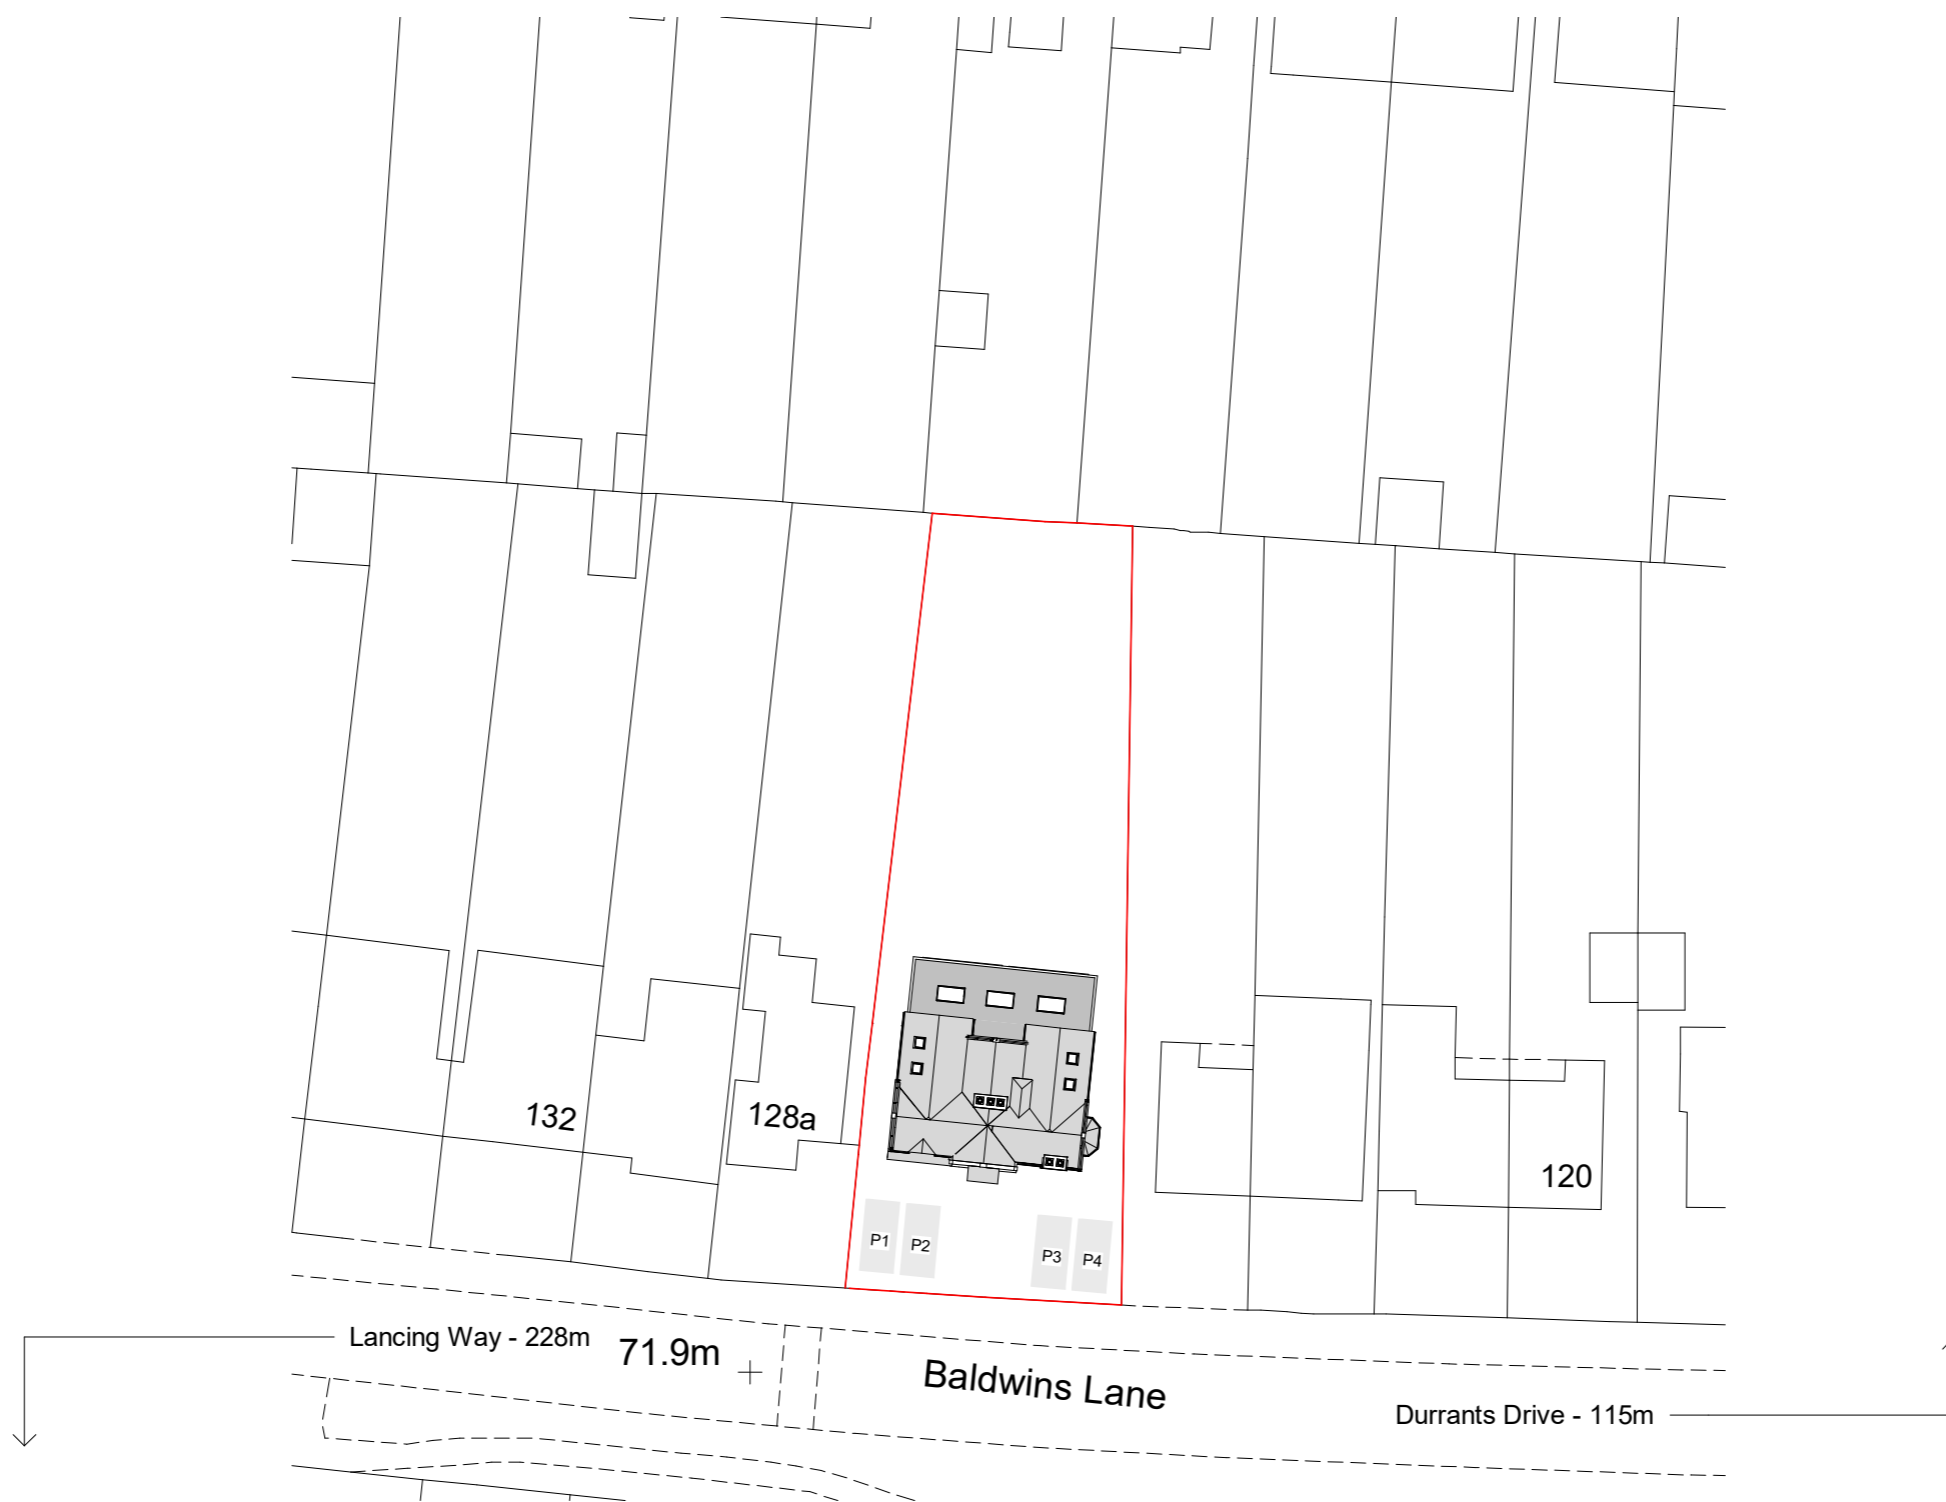 132
128a
120
P1
P2
P3
P4
Lancing Way - 228m
71.9m
Baldwins Lane
Durrants Drive - 115m